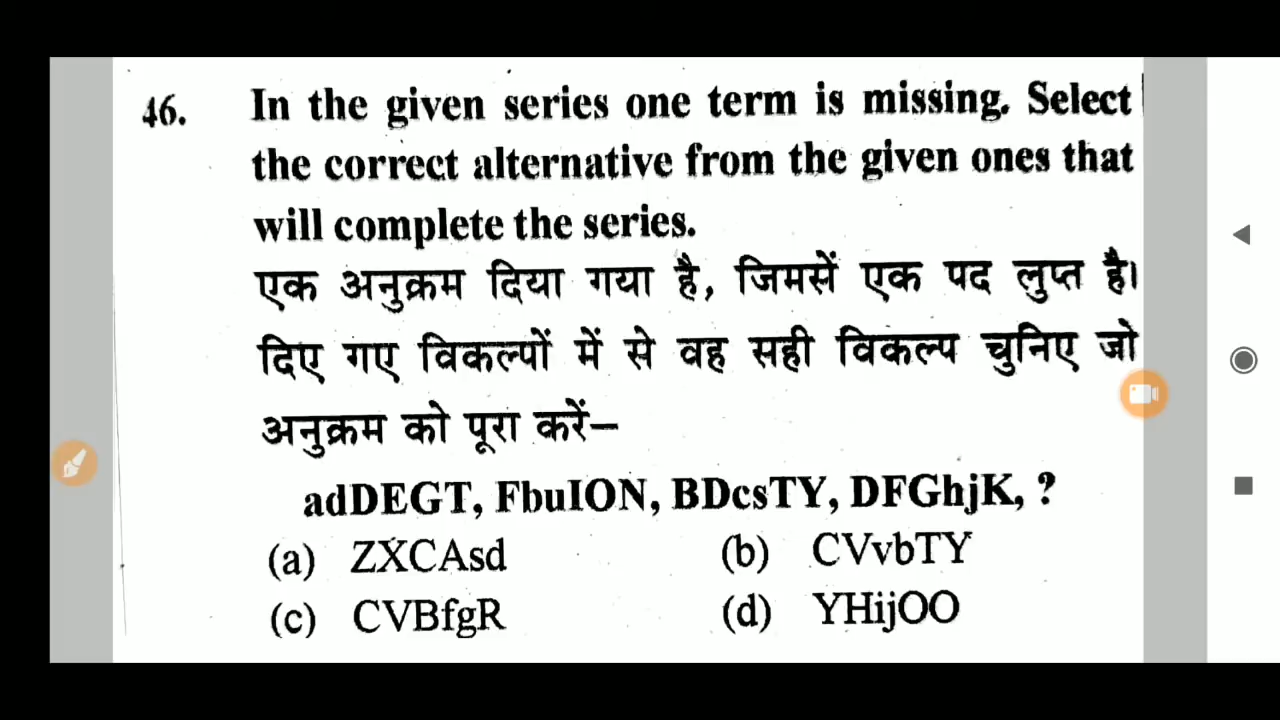 46. In the given series one term is missing. Select
the correct alternative from the given ones that
will complete the series.
एक अनुक्रम दिया गया है, जिमसें एक पद लुप्त है।
दिए गए विकल्पों में से वह सही विकल्प चुनिए जो
अनुक्रम को पूरा करें–
adDEGT, FbuION, BDcsTY, DFGhjK, ?
(a) ZXCAsd (b) CVvbTY
(c) CVBfgR (d) YHijOO